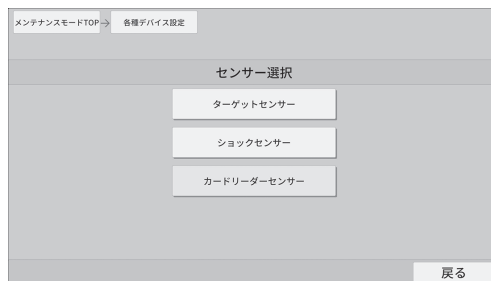 メンテナンスモードTOP→各種デバイス設定
センサー選択
ターゲットセンサー
ショックセンサー
カードリーダーセンサー
戻る